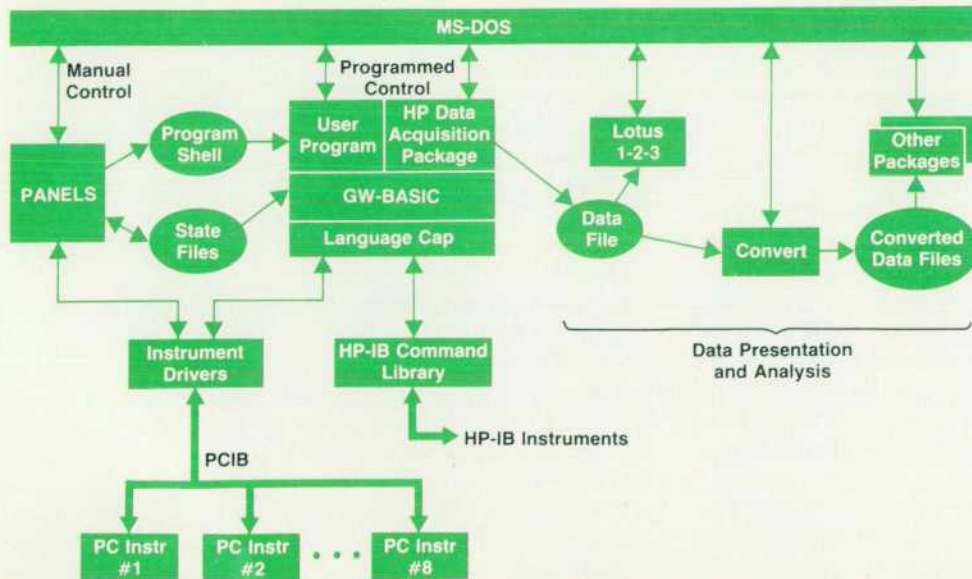 MS-DOS
Manual
Control
Programmed
Control
Program
Shell
User
Program
HP Data
Acquisition
Package
Lotus
1-2-3
Other
Packages
PANELS
GW-BASIC
State
Files
Language Cap
Data
File
Convert
Converted
Data Files
Instrument
Drivers
HP-IB Command
Library
Data Presentation
and Analysis
HP-IB Instruments
PCIB
PC Instr
#1
PC Instr
#2
• • •
PC Instr
#8